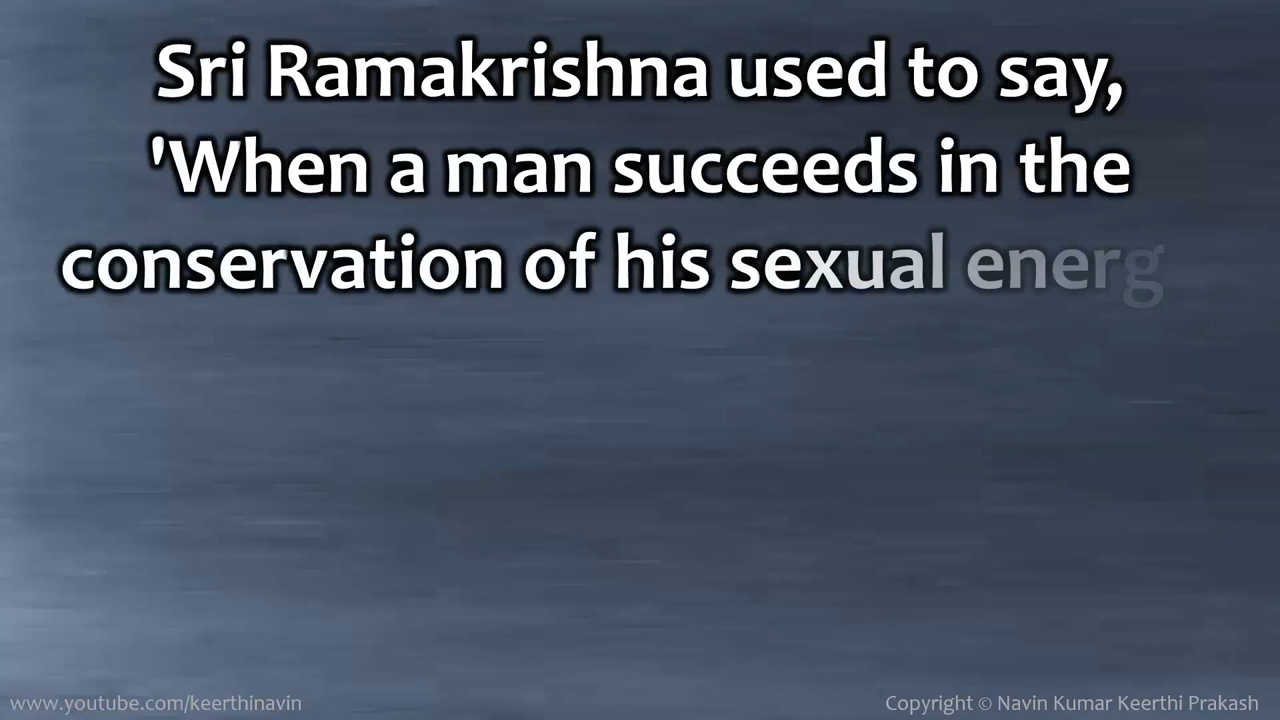 Sri Ramakrishna used to say,
'When a man succeeds in the
conservation of his sexual energ
www.youtube.com/keerthinavin
Copyright © Navin Kumar Keerthi Prakash